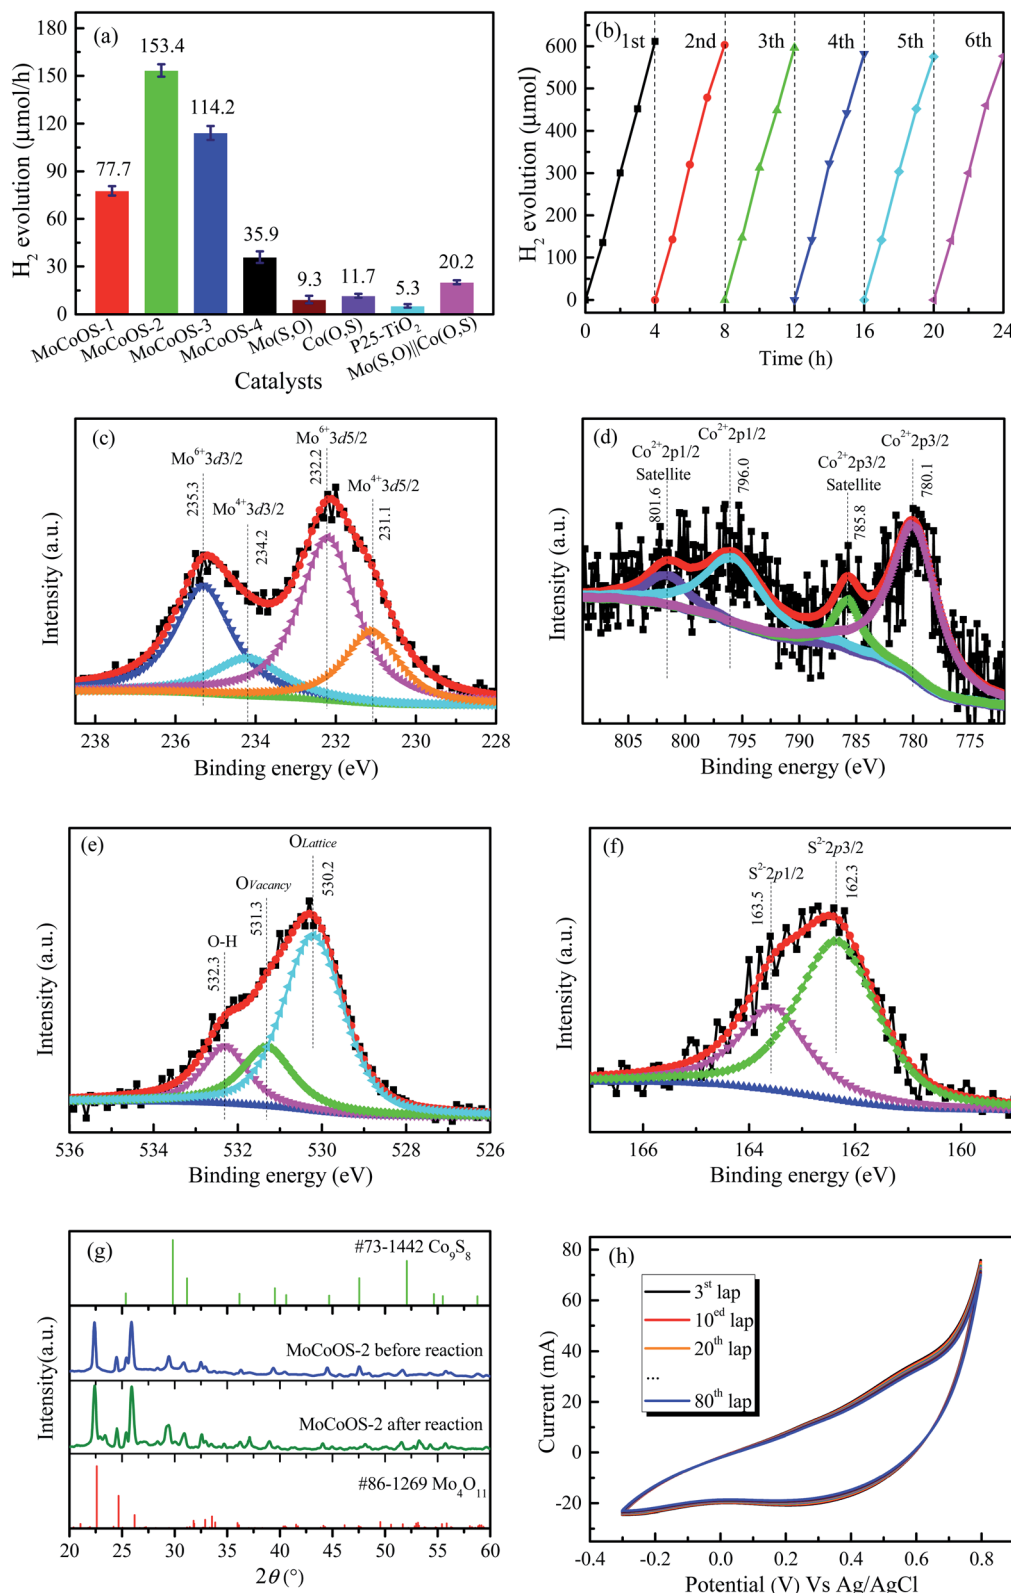 (a)
H₂ evolution (μmol/h)
180
150
120
90
60
30
0
77.7
153.4
114.2
35.9
9.3
11.7
5.3
20.2
MoCoOS-1
MoCoOS-2
MoCoOS-3
MoCoOS-4
Mo(S,O)
Co(O,S)
P25-TiO₂
Mo(S,O)||Co(O,S)
Catalysts
(b)
1st 2nd 3th 4th 5th 6th
H₂ evolution (μmol)
600
500
400
300
200
100
0
0 4 8 12 16 20 24
Time (h)
(c)
Mo⁶⁺3d3/2
235.3
Mo⁴⁺3d3/2
234.2
Mo⁶⁺3d5/2
232.2
Mo⁴⁺3d5/2
231.1
Intensity (a.u.)
238 236 234 232 230 228
Binding energy (eV)
(d)
Co²⁺2p1/2
Satellite
801.6
Co²⁺2p1/2
796.0
Co²⁺2p3/2
Satellite
785.8
Co²⁺2p3/2
780.1
Intensity (a.u.)
805 800 795 790 785 780 775
Binding energy (eV)
(e)
O-H
532.3
OVacancy
531.3
OLattice
530.2
Intensity (a.u.)
536 534 532 530 528 526
Binding energy (eV)
(f)
S²⁻2p1/2
163.5
S²⁻2p3/2
162.3
Intensity (a.u.)
166 164 162 160
Binding energy (eV)
(g)
#73-1442 Co₉S₈
MoCoOS-2 before reaction
MoCoOS-2 after reaction
#86-1269 Mo₄O₁₁
Intensity(a.u.)
20 25 30 35 40 45 50 55 60
2θ (°)
(h)
3ˢᵗ lap
10ᵉᵈ lap
20ᵗʰ lap
...
80ᵗʰ lap
Current (mA)
80
60
40
20
0
-20
-0.4 -0.2 0.0 0.2 0.4 0.6 0.8
Potential (V) Vs Ag/AgCl